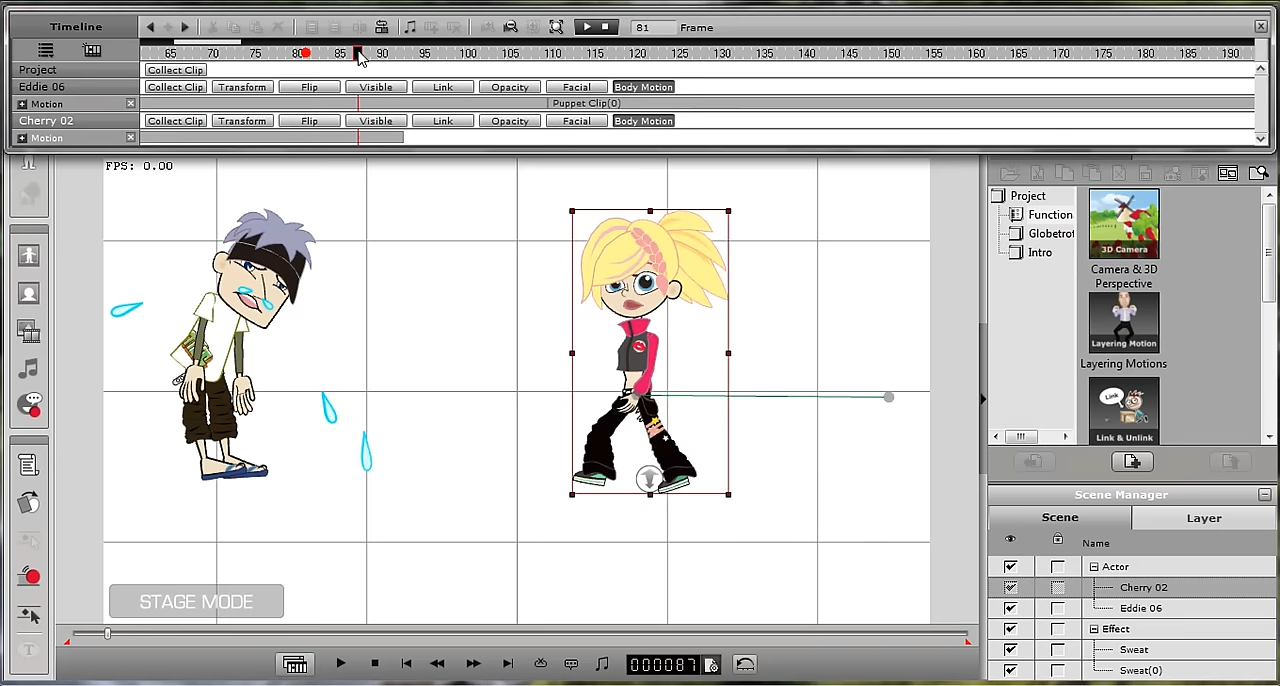 Timeline
81 Frame
65 70 75 80 85 90 95 100 105 110 115 120 125 130 135 140 145 150 155 160 165 170 175 180 185 190
Project Collect Clip
Eddie 06 Collect Clip Transform Flip Visible Link Opacity Facial Body Motion
Motion Puppet Clip(0)
Cherry 02 Collect Clip Transform Flip Visible Link Opacity Facial Body Motion
Motion
FPS: 0.00
STAGE MODE
000087
Project
Function
Globetrot
Intro
3D Camera
Camera & 3D
Perspective
Layering Motion
Layering Motions
Link
Link & Unlink
Scene Manager
Scene Layer
Name
Actor
Cherry 02
Eddie 06
Effect
Sweat
Sweat(0)
T